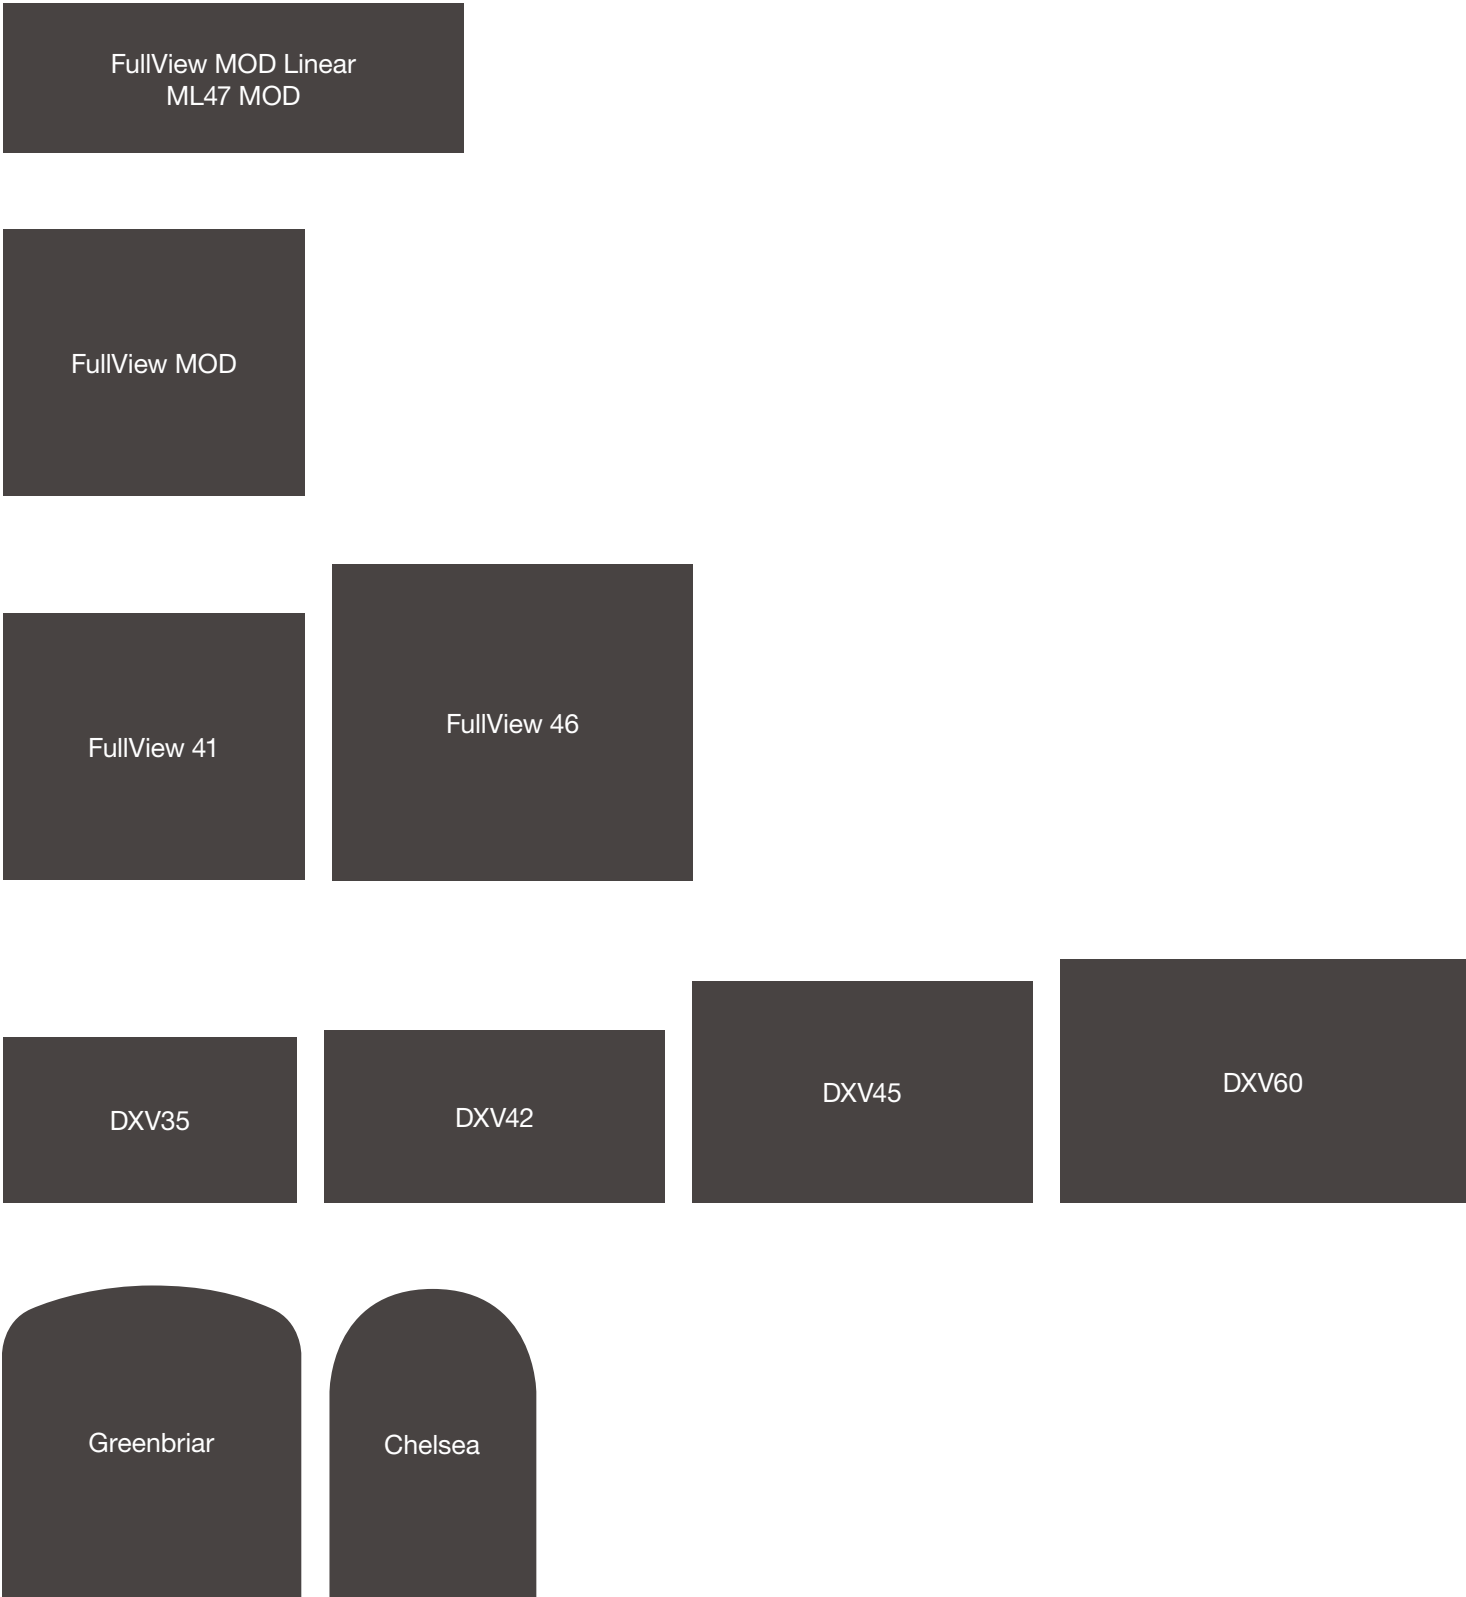 FullView MOD Linear
ML47 MOD
FullView MOD
FullView 41
FullView 46
DXV35
DXV42
DXV45
DXV60
Greenbriar
Chelsea